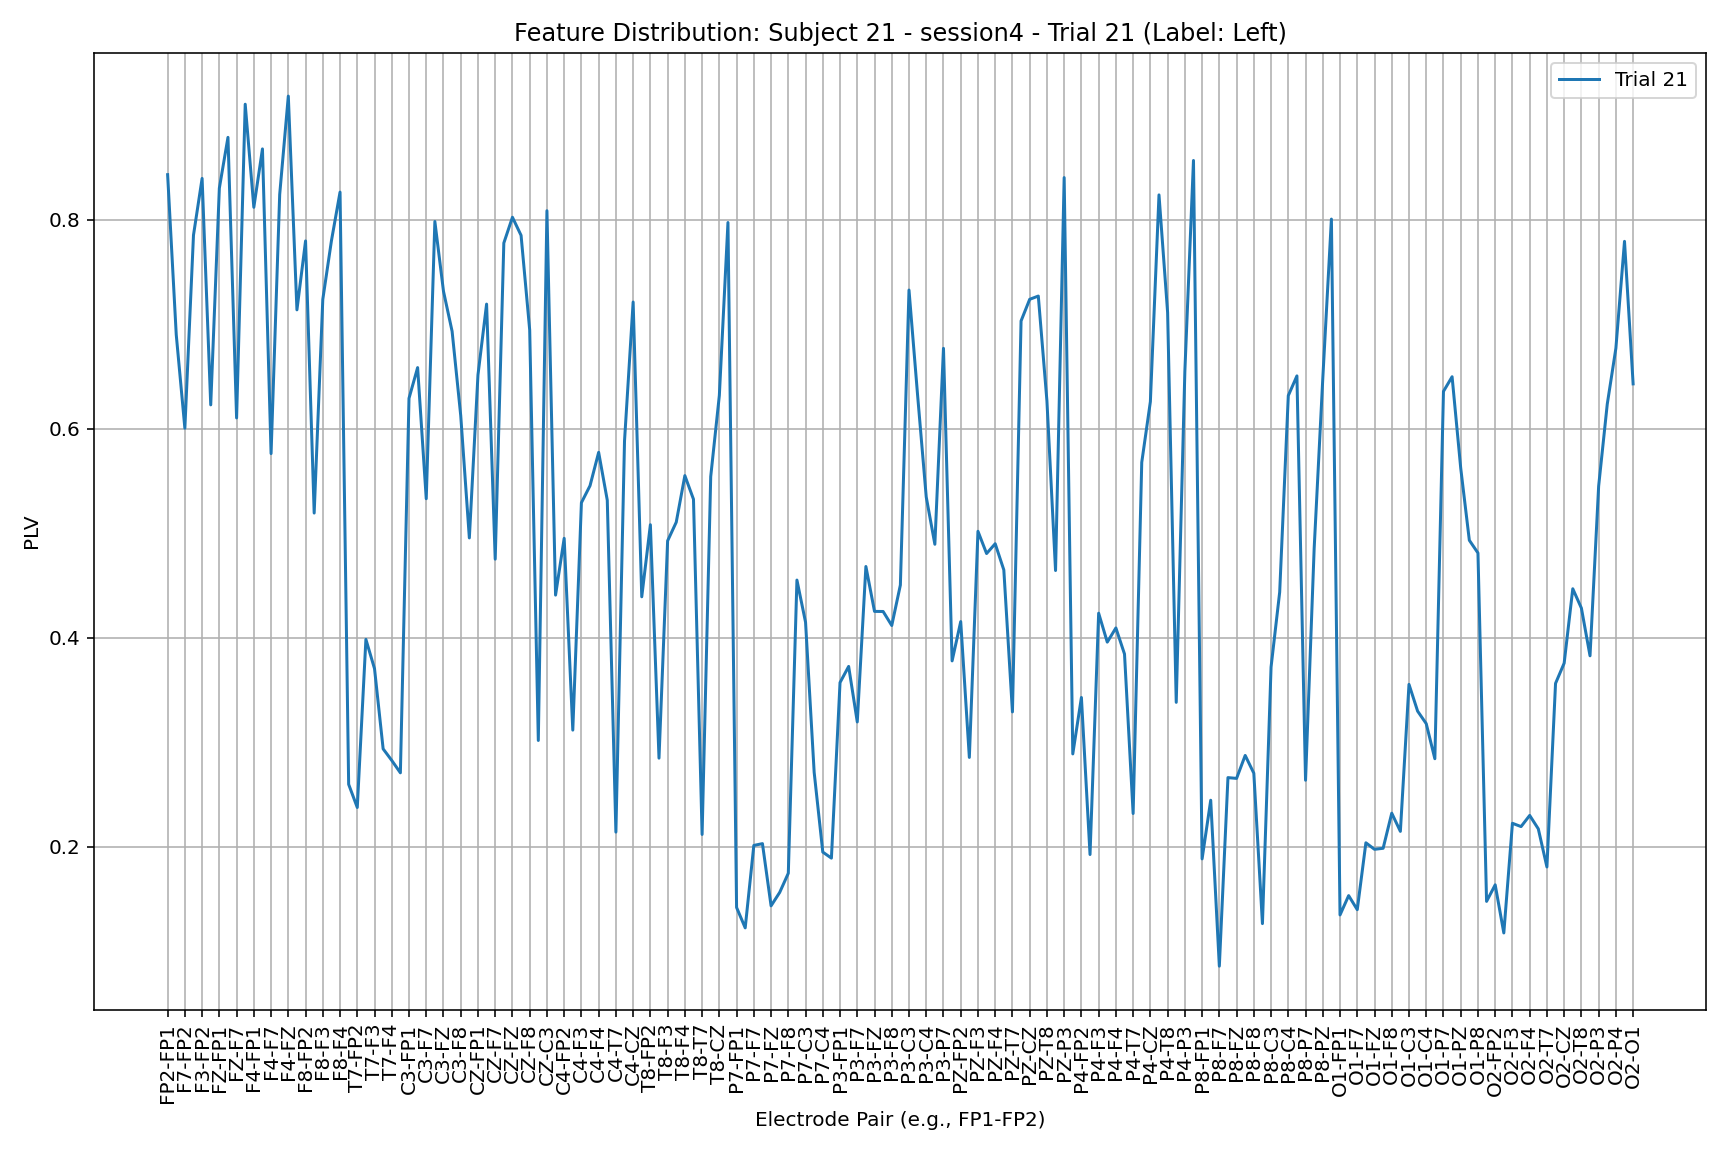 Feature Distribution: Subject 21 - session4 - Trial 21 (Label: Left)
Trial 21
PLV
0.8
0.6
0.4
0.2
FP2-FP1
F7-FP2
F3-FP2
FZ-FP1
FZ-F7
F4-FP1
F4-F7
F4-FZ
F8-FP2
F8-F3
F8-F4
T7-FP2
T7-F3
T7-F4
C3-FP1
C3-F7
C3-FZ
C3-F8
CZ-FP1
CZ-F7
CZ-FZ
CZ-F8
CZ-C3
C4-FP2
C4-F3
C4-F4
C4-T7
C4-CZ
T8-FP2
T8-F3
T8-F4
T8-T7
T8-CZ
P7-FP1
P7-F7
P7-FZ
P7-F8
P7-C3
P7-C4
P3-FP1
P3-F7
P3-FZ
P3-F8
P3-C3
P3-C4
P3-P7
PZ-FP2
PZ-F3
PZ-F4
PZ-T7
PZ-CZ
PZ-T8
PZ-P3
P4-FP2
P4-F3
P4-F4
P4-T7
P4-CZ
P4-T8
P4-P3
P8-FP1
P8-F7
P8-FZ
P8-F8
P8-C3
P8-C4
P8-P7
P8-PZ
O1-FP1
O1-F7
O1-FZ
O1-F8
O1-C3
O1-C4
O1-P7
O1-PZ
O1-P8
O2-FP2
O2-F3
O2-F4
O2-T7
O2-CZ
O2-T8
O2-P3
O2-P4
O2-O1
Electrode Pair (e.g., FP1-FP2)